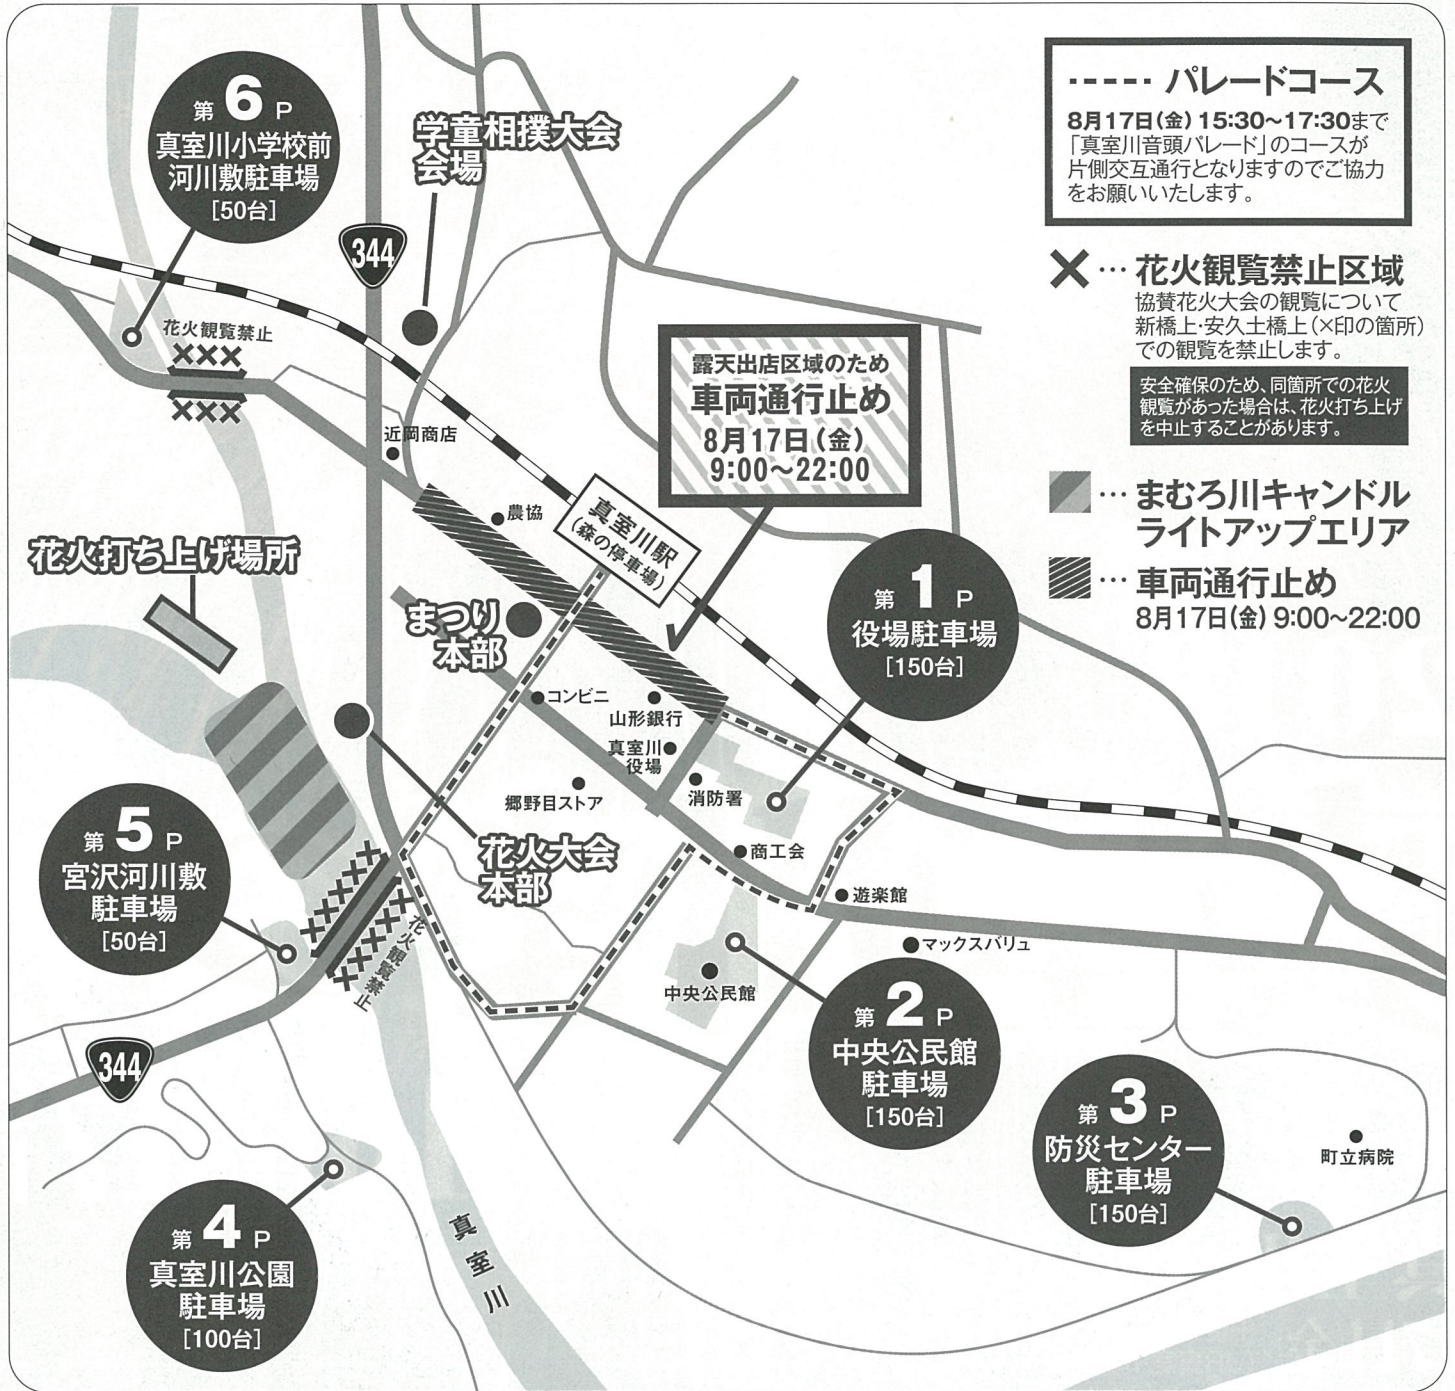 第6P
真室川小学校前
河川敷駐車場
[50台]
学童相撲大会
会場
344
パレードコース
8月17日(金) 15:30〜17:30まで
「真室川音頭パレード」のコースが
片側交互通行となりますのでご協力
をお願いいたします。
×…花火観覧禁止区域
協賛花火大会の観覧について
新橋上・安久土橋上(×印の箇所)
での観覧を禁止します。
安全確保のため、同箇所での花火
観覧があった場合は、花火打ち上げ
を中止することがあります。
…まむろ川キャンドル
ライトアップエリア
…車両通行止め
8月17日(金) 9:00〜22:00
花火観覧禁止
×××
×××
露天出店区域のため
車両通行止め
8月17日(金)
9:00〜22:00
近岡商店
農協
真室川駅
(森の停車場)
花火打ち上げ場所
まつり
本部
第1P
役場駐車場
[150台]
コンビニ
山形銀行
真室川
役場
消防署
郷野目ストア
花火大会
本部
商工会
遊楽館
マックスバリュ
第5P
宮沢河川敷
駐車場
[50台]
花火観覧禁止
中央公民館
第2P
中央公民館
駐車場
[150台]
344
第3P
防災センター
駐車場
[150台]
町立病院
第4P
真室川公園
駐車場
[100台]
真室川